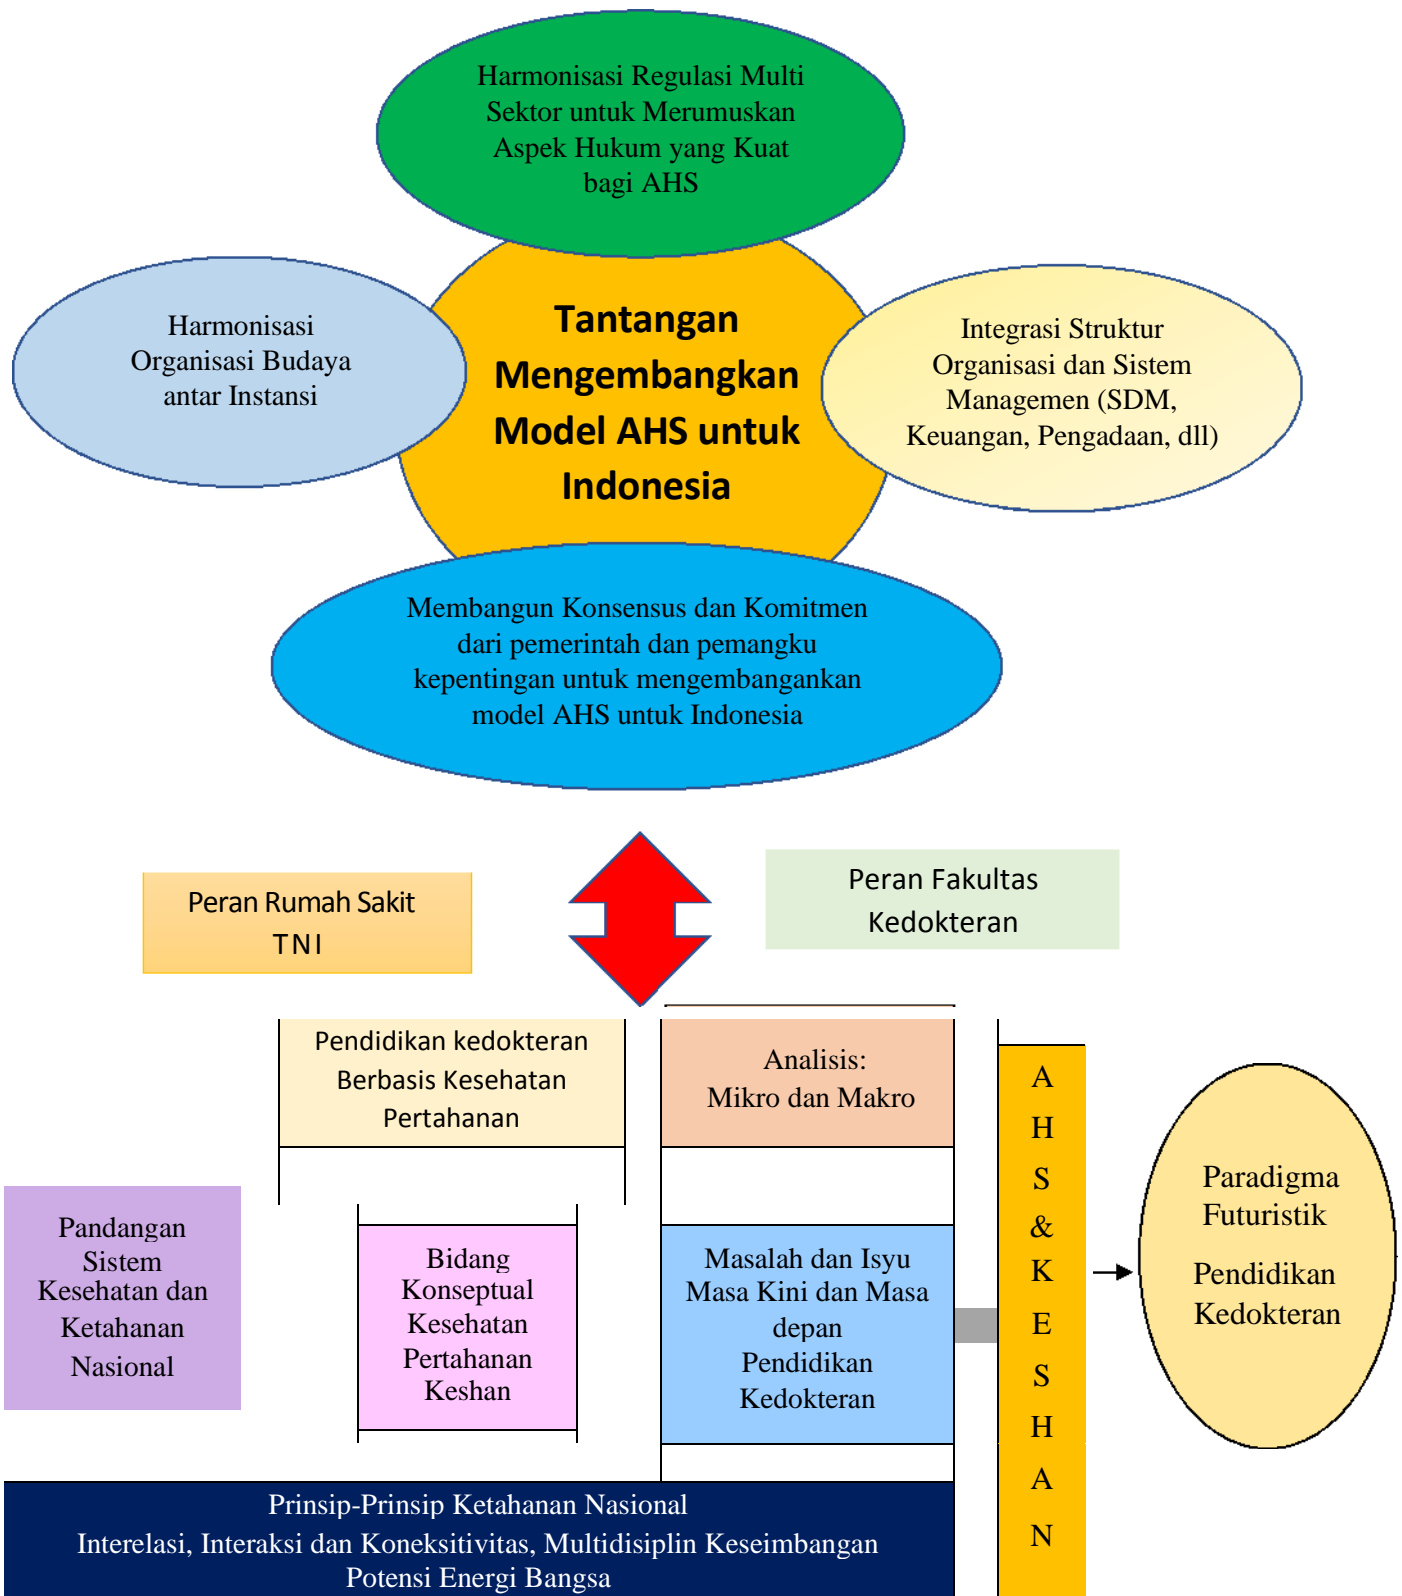 Harmonisasi Regulasi Multi
Sektor untuk Merumuskan
Aspek Hukum yang Kuat
bagi AHS
Harmonisasi
Organisasi Budaya
antar Instansi
Tantangan
Mengembangkan
Model AHS untuk
Indonesia
Integrasi Struktur
Organisasi dan Sistem
Managemen (SDM,
Keuangan, Pengadaan, dll)
Membangun Konsensus dan Komitmen
dari pemerintah dan pemangku
kepentingan untuk mengembangankan
model AHS untuk Indonesia
Peran Rumah Sakit
TNI
Peran Fakultas
Kedokteran
Pendidikan kedokteran
Berbasis Kesehatan
Pertahanan
Analisis:
Mikro dan Makro
Pandangan
Sistem
Kesehatan dan
Ketahanan
Nasional
Bidang
Konseptual
Kesehatan
Pertahanan
Keshan
Masalah dan Isyu
Masa Kini dan Masa
depan
Pendidikan
Kedokteran
A
H
S
&
K
E
S
H
A
N
Paradigma
Futuristik
Pendidikan
Kedokteran
Prinsip-Prinsip Ketahanan Nasional
Interelasi, Interaksi dan Koneksitivitas, Multidisiplin Keseimbangan
Potensi Energi Bangsa